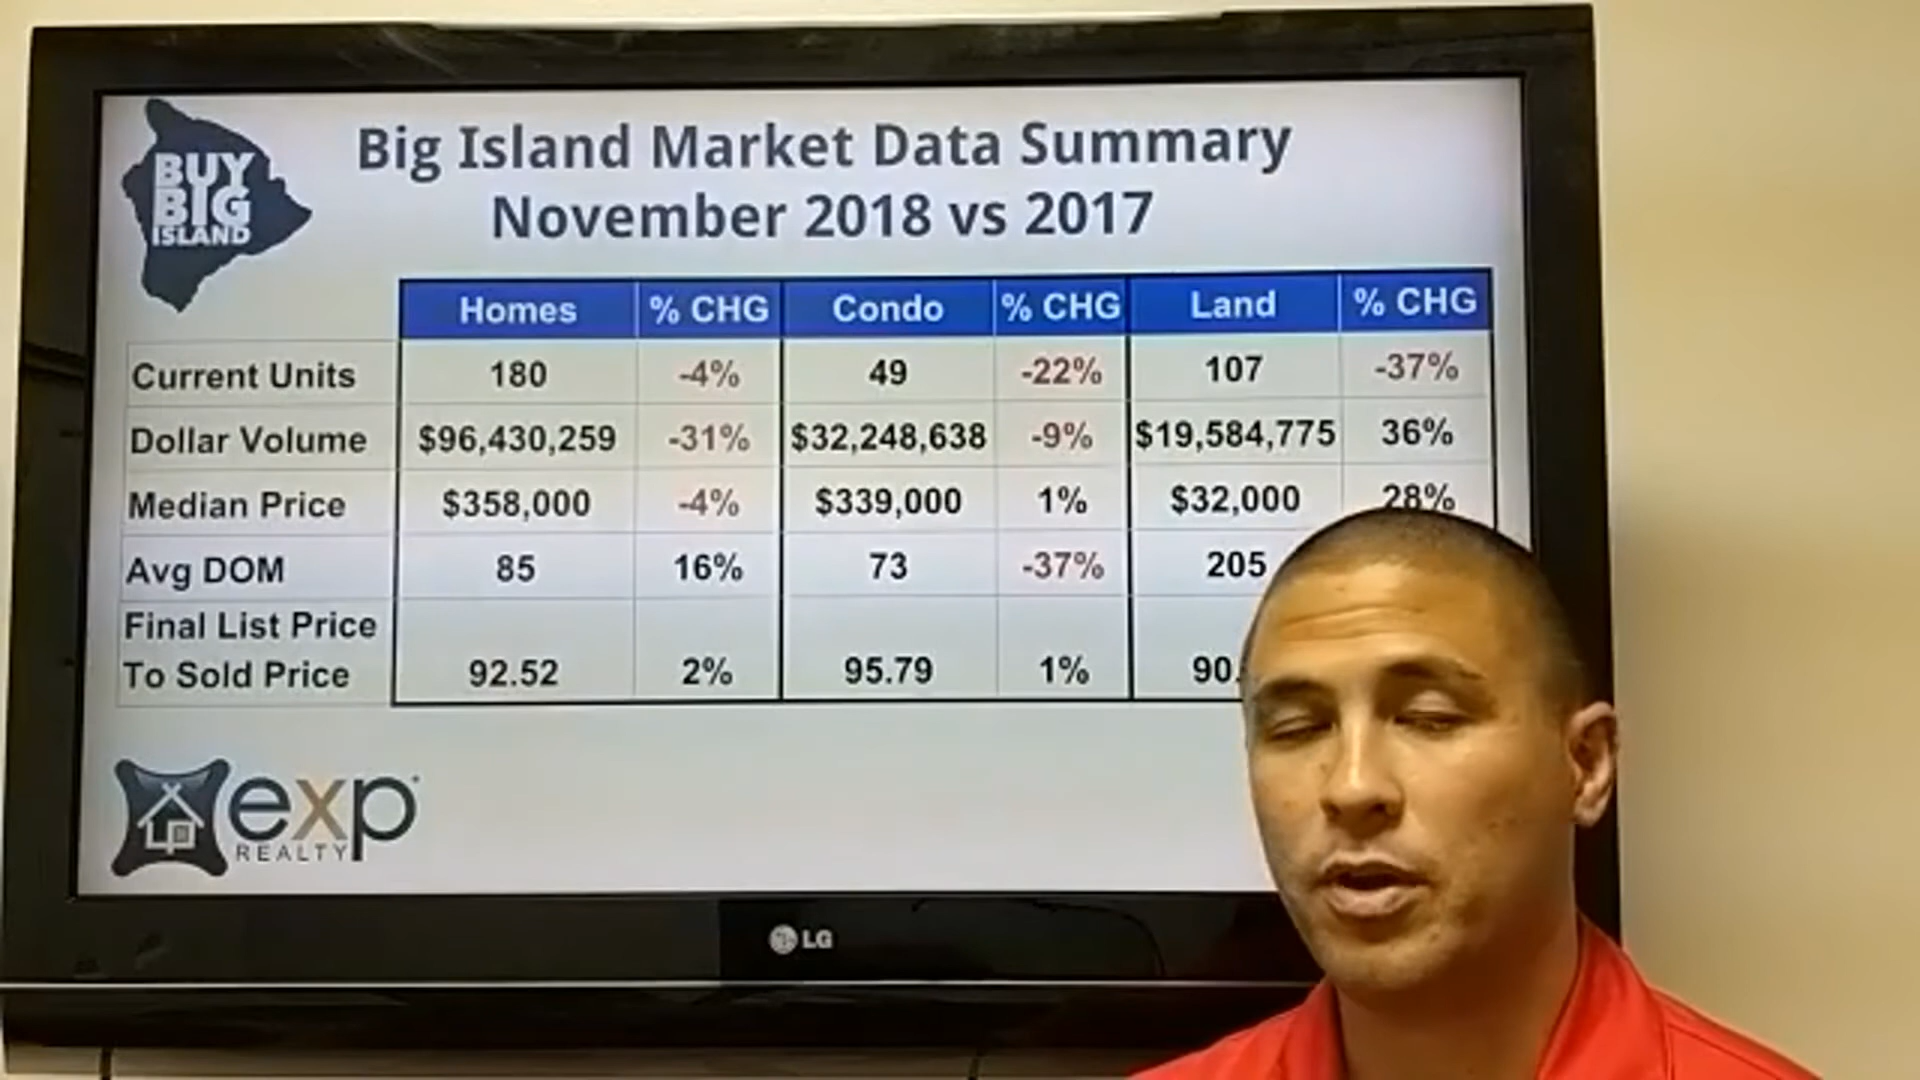 BUY
BIG
ISLAND
Big Island Market Data Summary
November 2018 vs 2017
Homes % CHG Condo % CHG Land % CHG
Current Units 180 -4% 49 -22% 107 -37%
Dollar Volume $96,430,259 -31% $32,248,638 -9% $19,584,775 36%
Median Price $358,000 -4% $339,000 1% $32,000 28%
Avg DOM 85 16% 73 -37% 205
Final List Price
To Sold Price 92.52 2% 95.79 1% 90.
exp
REALTY
LG